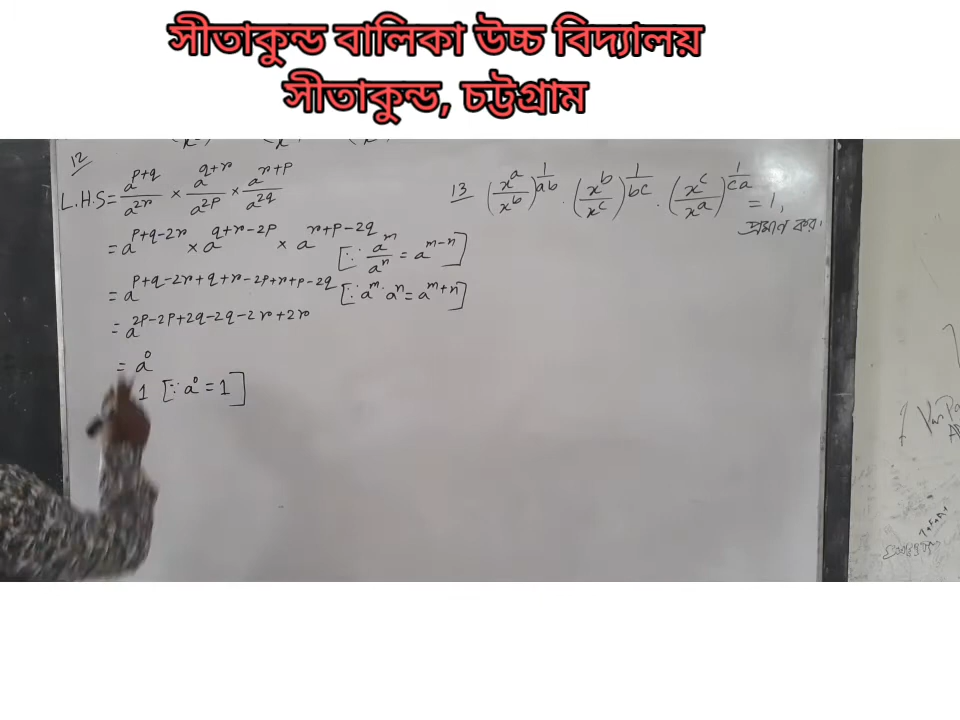 সীতাকুন্ড বালিকা উচ্চ বিদ্যালয়
সীতাকুন্ড, চট্টগ্রাম
12
L.H.S = a^(p+q)/a^(2r) × a^(q+r)/a^(2p) × a^(r+p)/a^(2q)
= a^(p+q-2r) × a^(q+r-2p) × a^(r+p-2q) [∵ a^m/a^n = a^(m-n)]
= a^(p+q-2r+q+r-2p+r+p-2q) [∵ a^m · a^n = a^(m+n)]
= a^(2p-2p+2q-2q-2r+2r)
= a^0
1 [∵ a^0 = 1]
13 (x^a/x^b)^(1/ab) · (x^b/x^c)^(1/bc) · (x^c/x^a)^(1/ca) = 1,
প্রমাণ কর।